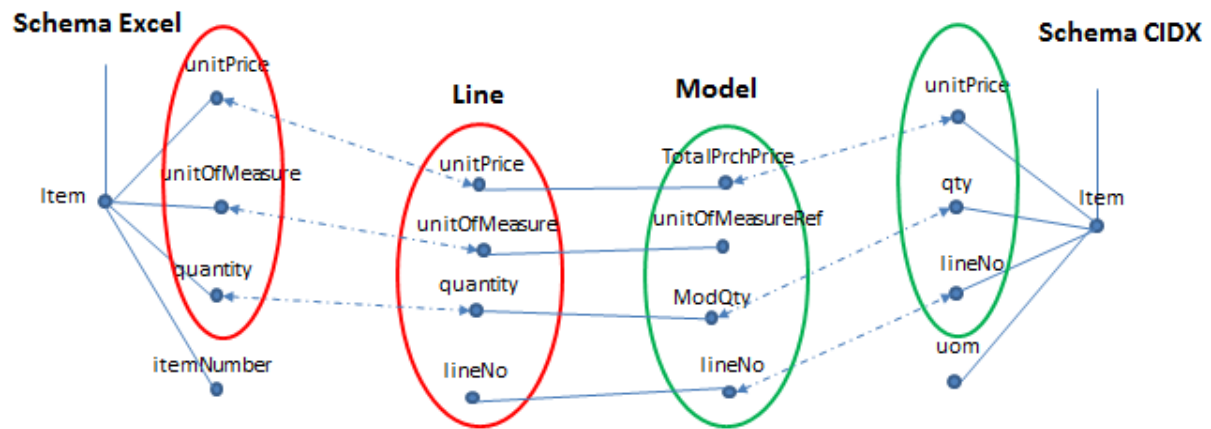 Schema Excel
unitPrice
unitOfMeasure
Item
quantity
itemNumber
Line
unitPrice
unitOfMeasure
quantity
lineNo
Model
TotalPrchPrice
unitOfMeasureRef
ModQty
lineNo
Schema CIDX
unitPrice
qty
Item
lineNo
uom